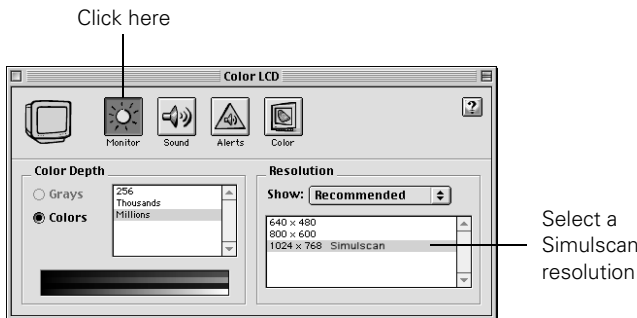 Click here
Color LCD
Monitor Sound Alerts Color
?
Color Depth
Grays
Colors
256
Thousands
Millions
Resolution
Show: Recommended
640 x 480
800 x 600
1024 x 768 Simulscan
Select a
Simulscan
resolution